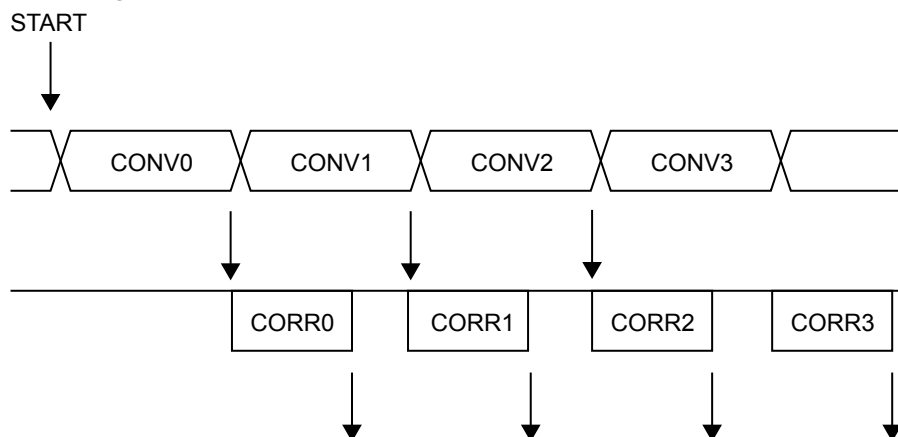 START
CONV0 CONV1 CONV2 CONV3
CORR0 CORR1 CORR2 CORR3